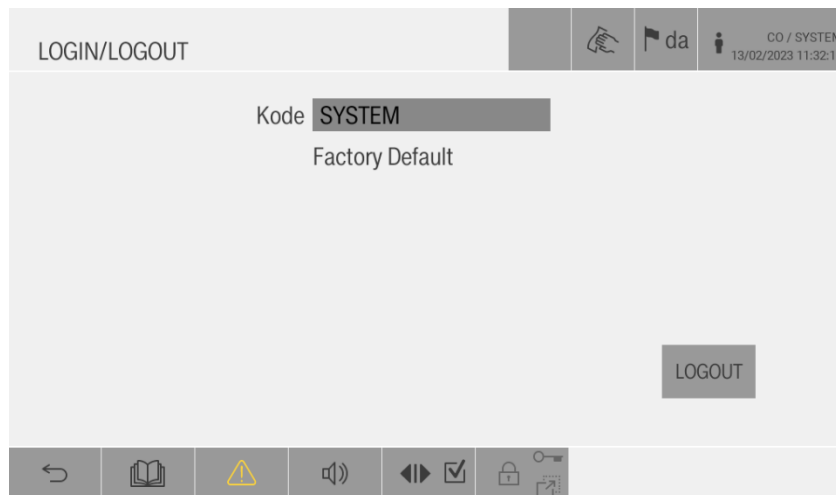 LOGIN/LOGOUT
da
CO / SYSTEM
13/02/2023 11:32:1
Kode SYSTEM
Factory Default
LOGOUT